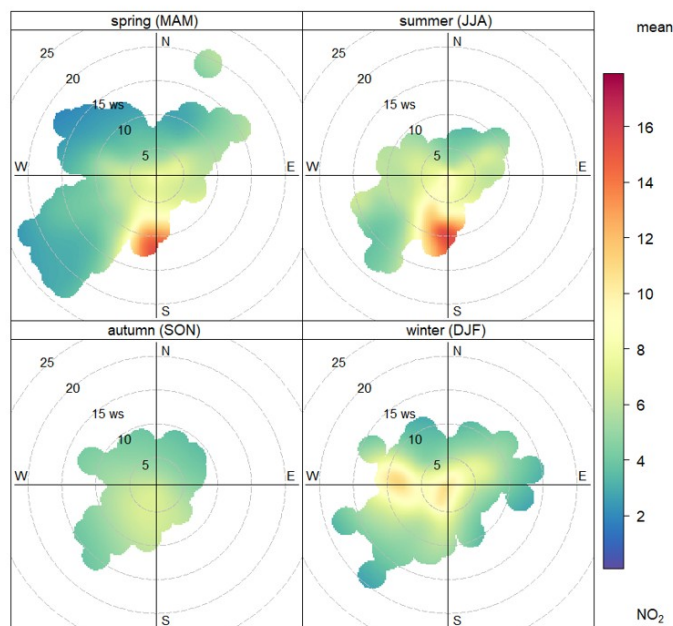 spring (MAM)
summer (JJA)
mean
25
20
15 ws
10
5
N
W
S
25
20
15 ws
10
5
N
E
W
E
S
16
14
12
10
8
6
4
2
autumn (SON)
winter (DJF)
25
20
15 ws
10
5
N
W
S
25
20
15 ws
10
5
N
E
W
E
S
NO₂